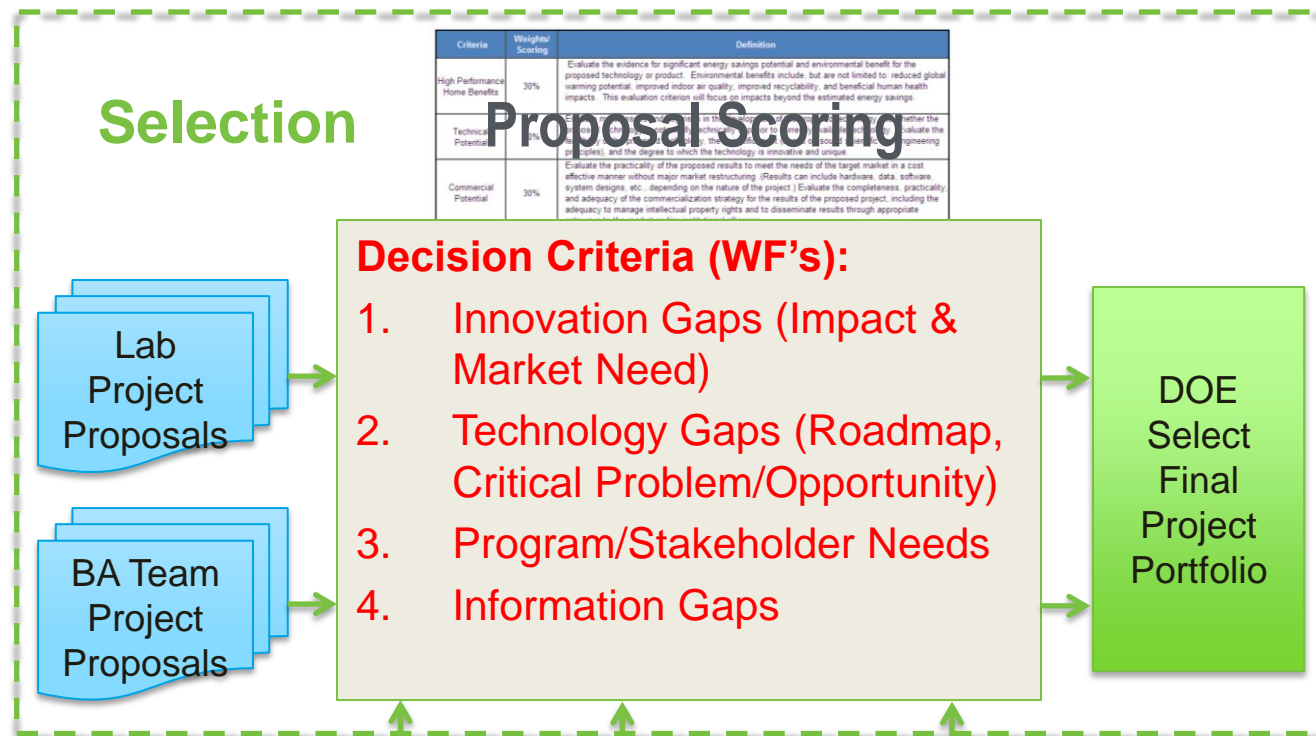 Criteria
Weights/
Scoring
Definition
High Performance
Home Benefits
30%
Evaluate the evidence for significant energy savings potential and environmental benefit for the
proposed technology or product. Environmental benefits include, but are not limited to: reduced global
warming potential, improved indoor air quality, improved recyclability, and beneficial human health
impacts. This evaluation criterion will focus on impacts beyond the estimated energy savings.
Selection
Proposal Scoring
Technical
Potential
principles), and the degree to which the technology is innovative and unique
Commercial
Potential
30%
Evaluate the practicality of the proposed results to meet the needs of the target market in a cost
effective manner without major market restructuring. (Results can include hardware, data, software,
system designs, etc., depending on the nature of the project.) Evaluate the completeness, practicality,
and adequacy of the commercialization strategy for the results of the proposed project, including the
adequacy to manage intellectual property rights and to disseminate results through appropriate
Decision Criteria (WF's):
1. Innovation Gaps (Impact &
Market Need)
2. Technology Gaps (Roadmap,
Critical Problem/Opportunity)
3. Program/Stakeholder Needs
4. Information Gaps
Lab
Project
Proposals
BA Team
Project
Proposals
DOE
Select
Final
Project
Portfolio